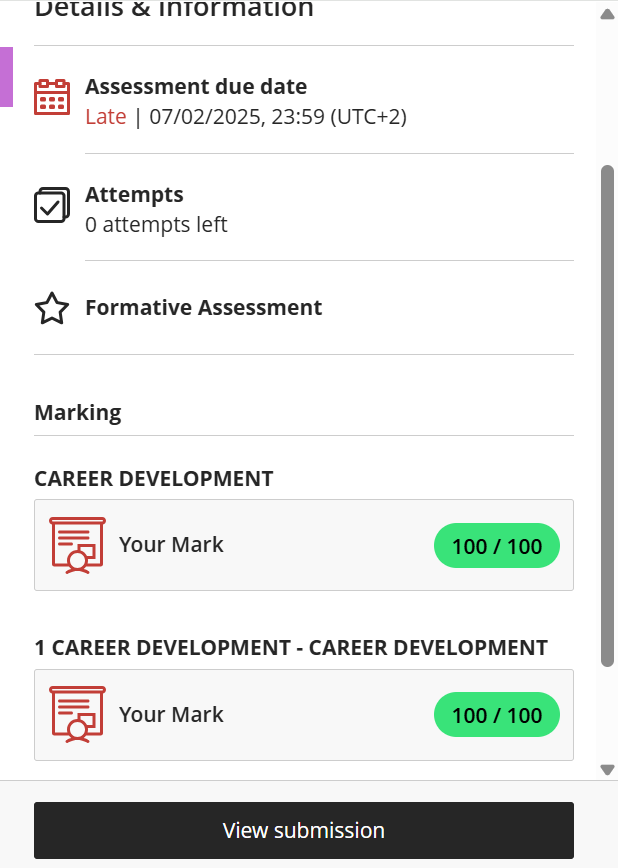 Details & information
Assessment due date
Late | 07/02/2025, 23:59 (UTC+2)
Attempts
0 attempts left
Formative Assessment
Marking
CAREER DEVELOPMENT
Your Mark
100 / 100
1 CAREER DEVELOPMENT - CAREER DEVELOPMENT
Your Mark
100 / 100
View submission